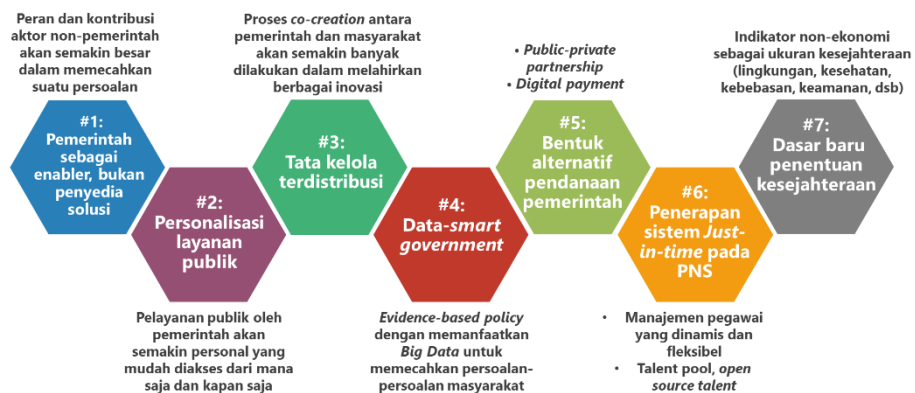 Peran dan kontribusi
aktor non-pemerintah
akan semakin besar
dalam memecahkan
suatu persoalan
#1:
Pemerintah
sebagai
enabler, bukan
penyedia
solusi
#2:
Personalisasi
layanan
publik
Pelayanan publik oleh
pemerintah akan
semakin personal yang
mudah diakses dari mana
saja dan kapan saja
Proses co-creation antara
pemerintah dan masyarakat
akan semakin banyak
dilakukan dalam melahirkan
berbagai inovasi
#3:
Tata kelola
terdistribusi
#4:
Data-smart
government
Evidence-based policy
dengan memanfaatkan
Big Data untuk
memecahkan persoalan-
persoalan masyarakat
• Public-private
partnership
• Digital payment
#5:
Bentuk
alternatif
pendanaan
pemerintah
#6:
Penerapan
sistem Just-
in-time pada
PNS
• Manajemen pegawai
yang dinamis dan
fleksibel
• Talent pool, open
source talent
Indikator non-ekonomi
sebagai ukuran kesejahteraan
(lingkungan, kesehatan,
kebebasan, keamanan, dsb)
#7:
Dasar baru
penentuan
kesejahteraan